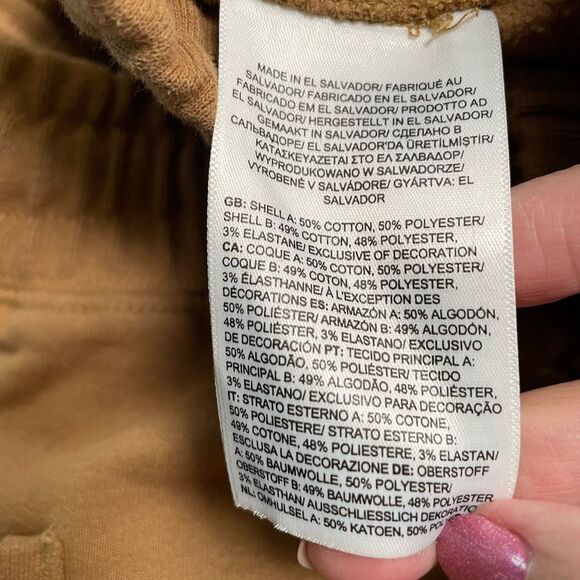 MADE IN EL SALVADOR/ FABRIQUÉ AU
SALVADOR/ FABRICADO EN EL SALVADOR/
FABRICADO EM EL SALVADOR/ PRODOTTO AD
EL SALVADOR/ HERGESTELLT IN EL SALVADOR/
GEMAAKT IN SALVADOR/ СДЕЛАНО В
САЛЬВАДОРЕ/ EL SALVADOR'DA ÜRETİLMİŞTİR/
ΚΑΤΑΣΚΕΥΑΖΕΤΑΙ ΣΤΟ ΕΛ ΣΑΛΒΑΔΟΡ/
WYPRODUKOWANO W SALWADORZE/
VYROBENÉ V SALVÁDORE/ GYÁRTVA: EL
SALVADOR
GB: SHELL A: 50% COTTON, 50% POLYESTER/
SHELL B: 49% COTTON, 48% POLYESTER,
3% ELASTANE/ EXCLUSIVE OF DECORATION
CA: COQUE A: 50% COTON, 50% POLYESTER/
COQUE B: 49% COTON, 48% POLYESTER,
3% ÉLASTHANNE/ À L'EXCEPTION DES
DÉCORATIONS ES: ARMAZÓN A: 50% ALGODÓN,
50% POLIÉSTER/ ARMAZÓN B: 49% ALGODÓN,
48% POLIÉSTER, 3% ELASTANO/ EXCLUSIVO
DE DECORACIÓN PT: TECIDO PRINCIPAL A:
50% ALGODÃO, 50% POLIÉSTER/ TECIDO
PRINCIPAL B: 49% ALGODÃO, 48% POLIÉSTER,
3% ELASTANO/ EXCLUSIVO PARA DECORAÇÃO
IT: STRATO ESTERNO A: 50% COTONE,
50% POLIESTERE/ STRATO ESTERNO B:
49% COTONE, 48% POLIESTERE, 3% ELASTAN/
ESCLUSA LA DECORAZIONE DE: OBERSTOFF
A: 50% BAUMWOLLE, 50% POLYESTER/
OBERSTOFF B: 49% BAUMWOLLE, 48% POLYESTER
3% ELASTHAN/ AUSSCHLIESSLICH DEKORATION
NL: OMHULSEL A: 50% KATOEN, 50%